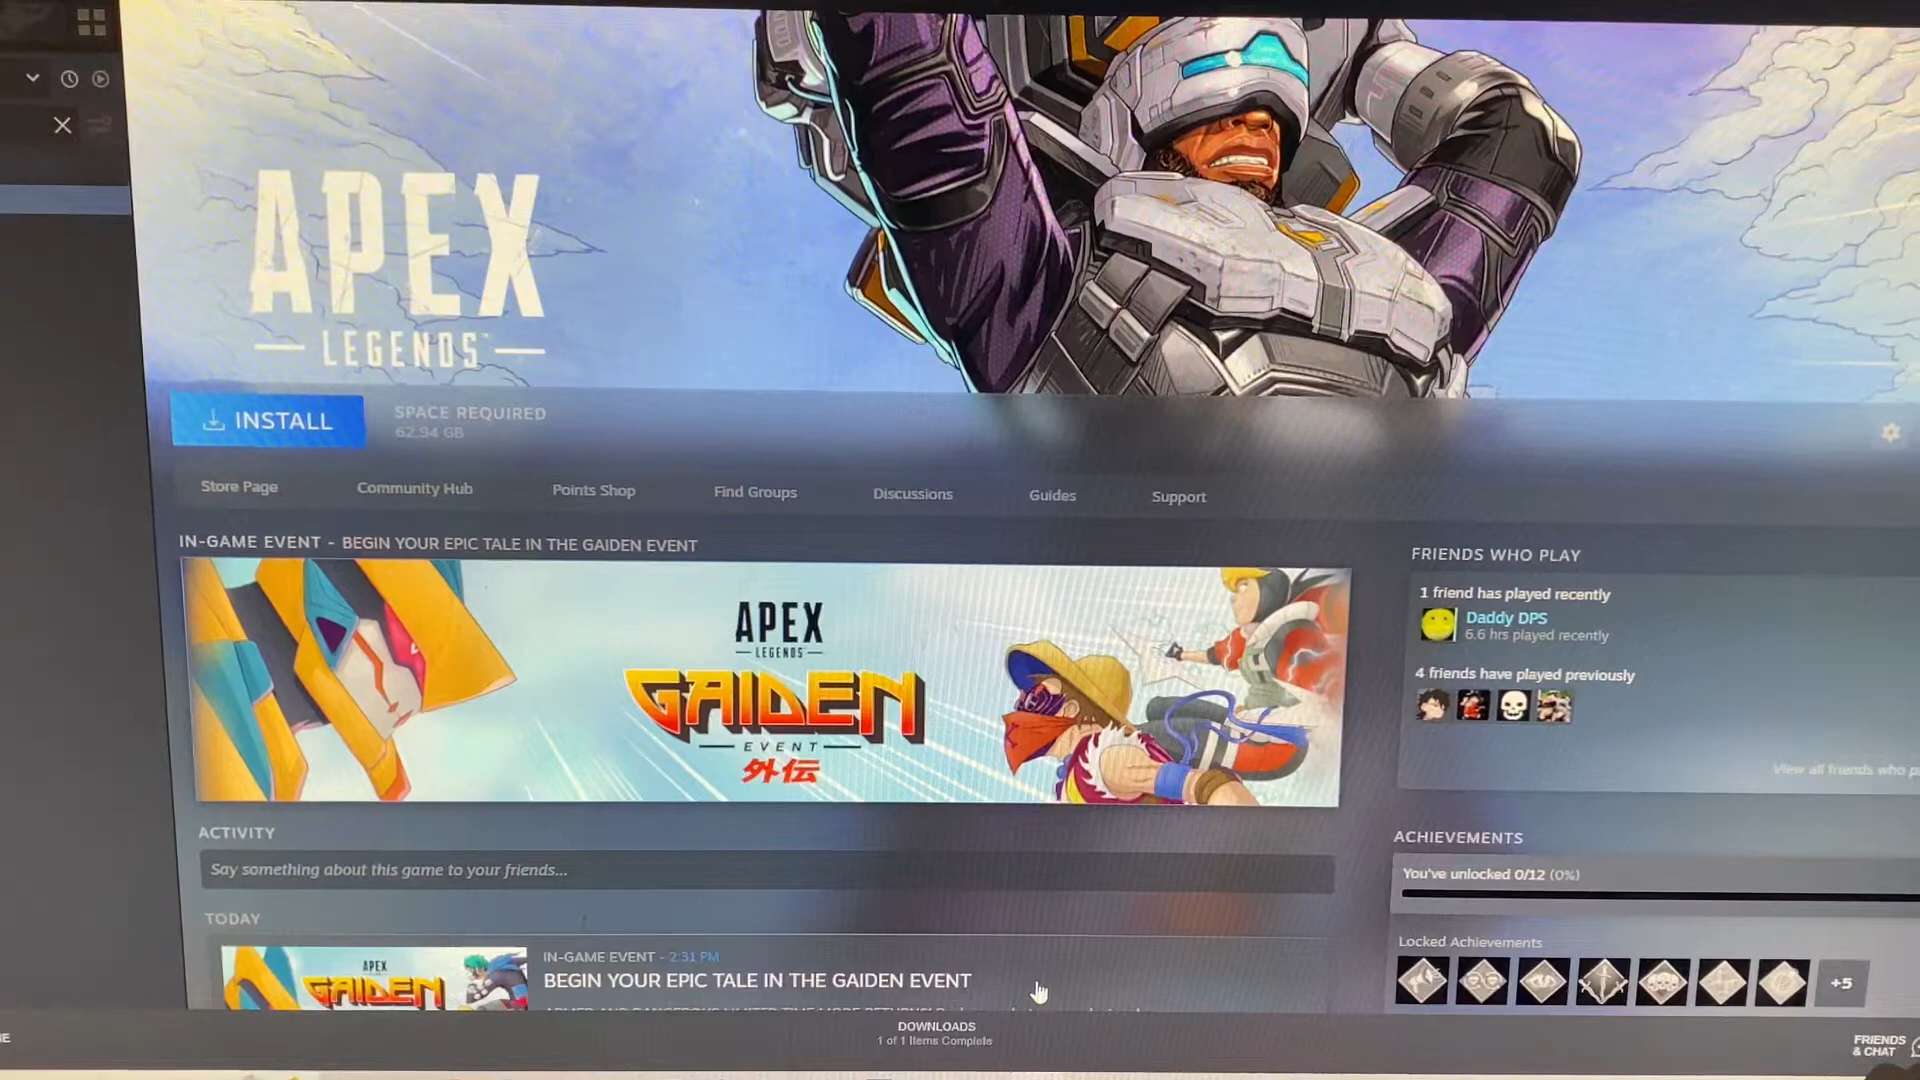 APEX
LEGENDS™
INSTALL
SPACE REQUIRED
62.94 GB
Store Page
Community Hub
Points Shop
Find Groups
Discussions
Guides
Support
IN-GAME EVENT - BEGIN YOUR EPIC TALE IN THE GAIDEN EVENT
APEX
LEGENDS
GAIDEN
EVENT
外伝
FRIENDS WHO PLAY
1 friend has played recently
Daddy DPS
6.6 hrs played recently
4 friends have played previously
View all friends who
ACTIVITY
Say something about this game to your friends...
ACHIEVEMENTS
You've unlocked 0/12 (0%)
Locked Achievements
+5
TODAY
APEX
GAIDEN
IN-GAME EVENT - 2:31 PM
BEGIN YOUR EPIC TALE IN THE GAIDEN EVENT
DOWNLOADS
1 of 1 Items Complete
FRIENDS
& CHAT